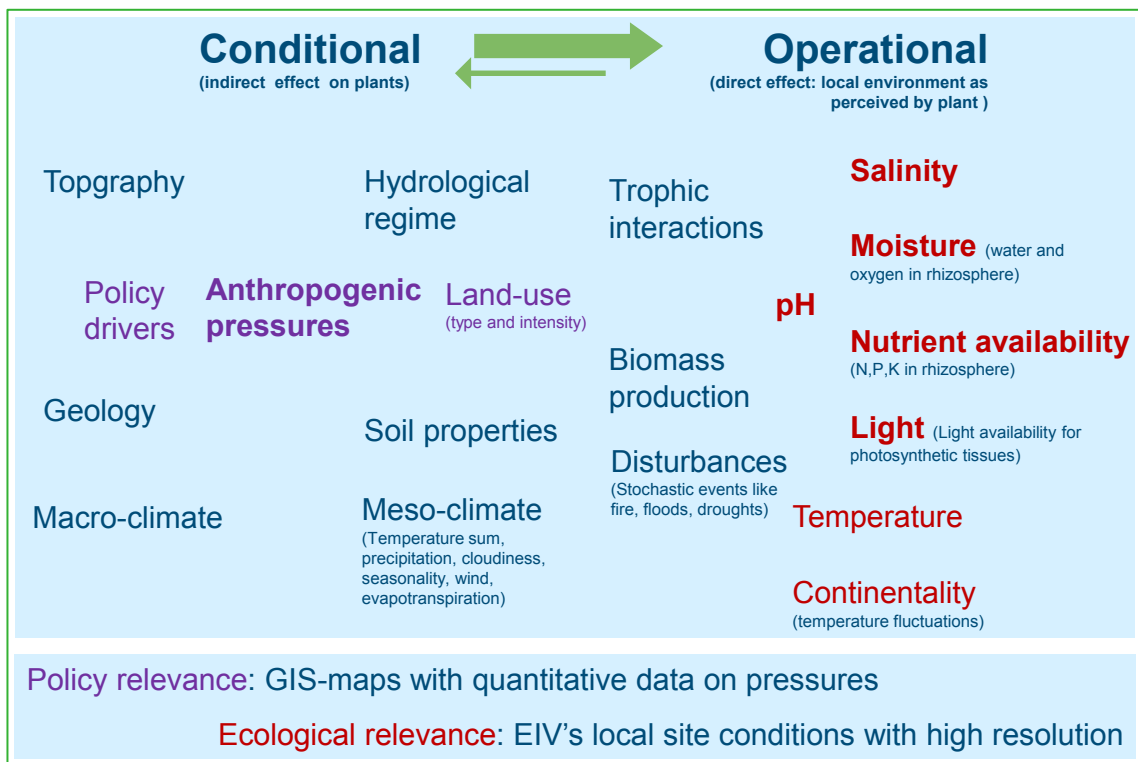 Conditional
(indirect effect on plants)
Operational
(direct effect: local environment as
perceived by plant )
Topgraphy
Hydrological
regime
Trophic
interactions
Salinity
Moisture (water and
oxygen in rhizosphere)
Policy
drivers
Anthropogenic
pressures
Land-use
(type and intensity)
pH
Nutrient availability
(N,P,K in rhizosphere)
Biomass
production
Geology
Soil properties
Light (Light availability for
photosynthetic tissues)
Disturbances
(Stochastic events like
fire, floods, droughts)
Macro-climate
Meso-climate
(Temperature sum,
precipitation, cloudiness,
seasonality, wind,
evapotranspiration)
Temperature
Continentality
(temperature fluctuations)
Policy relevance: GIS-maps with quantitative data on pressures
Ecological relevance: EIV's local site conditions with high resolution